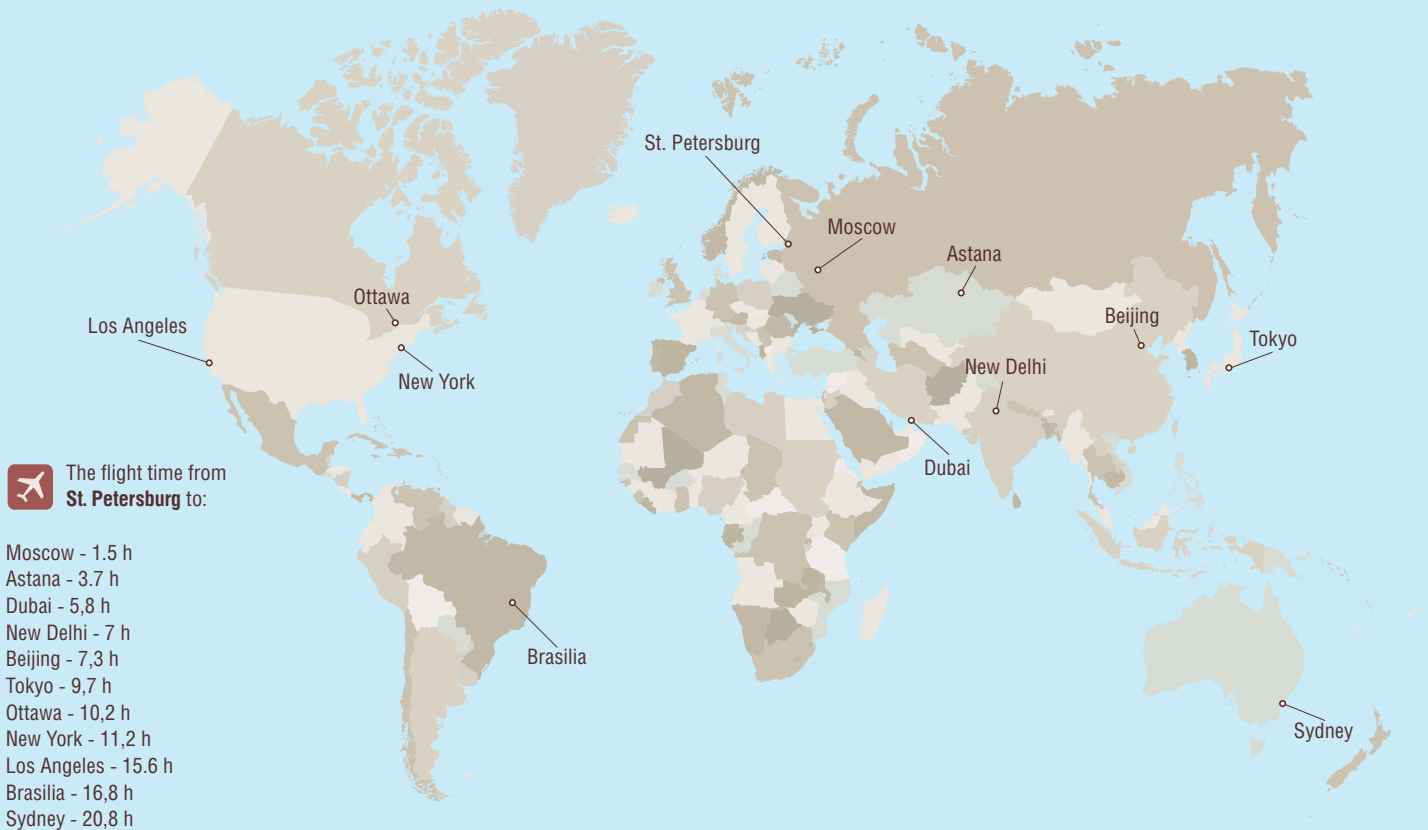 St. Petersburg
Moscow
Astana
Ottawa
Beijing
Los Angeles
Tokyo
New Delhi
New York
Dubai
The flight time from
St. Petersburg to:
Moscow - 1.5 h
Astana - 3.7 h
Dubai - 5,8 h
New Delhi - 7 h
Beijing - 7,3 h
Tokyo - 9,7 h
Ottawa - 10,2 h
New York - 11,2 h
Los Angeles - 15.6 h
Brasilia - 16,8 h
Sydney - 20,8 h
Brasilia
Sydney